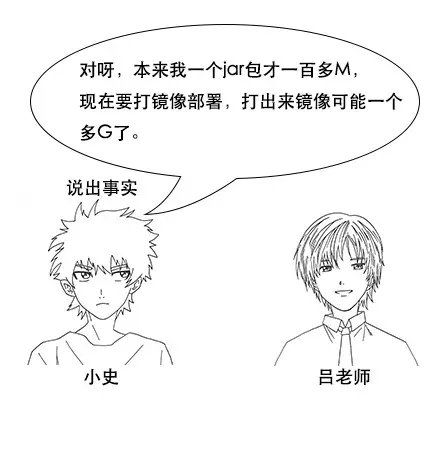 对呀，本来我一个jar包才一百多M，
现在要打镜像部署，打出来镜像可能一个
多G了。
说出事实
小史
吕老师